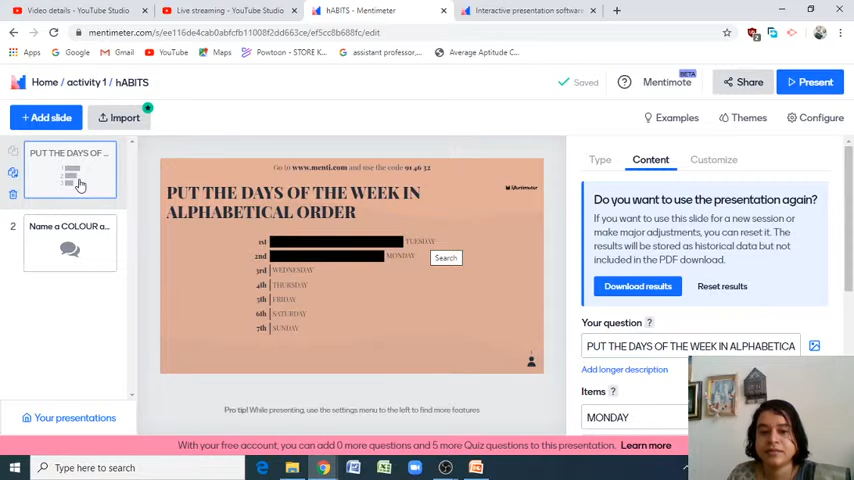 Video details - YouTube Studio
Live streaming - YouTube Studio
hABITS - Mentimeter
Interactive presentation software
mentimeter.com/s/ee116de4cab0abfcfb11008f2dd663ce/ef5cc8b688fc/edit
Apps
Google
Gmail
YouTube
Maps
Powtoon - STORE K...
assistant professor,...
Average Aptitude C...
Home / activity 1 / hABITS
Saved
?
Mentimote
BETA
Share
Present
+ Add slide
Import
Examples
Themes
Configure
PUT THE DAYS OF ...
2
Name a COLOUR a...
Your presentations
Go to www.menti.com and use the code 91 46 32
Mentimeter
PUT THE DAYS OF THE WEEK IN
ALPHABETICAL ORDER
1st
TUESDAY
2nd
MONDAY
3rd WEDNESDAY
4th THURSDAY
5th FRIDAY
6th SATURDAY
7th SUNDAY
Search
Pro tip! While presenting, use the settings menu to the left to find more features
Type
Content
Customize
Do you want to use the presentation again?
If you want to use this slide for a new session or
make major adjustments, you can reset it. The
results will be stored as historical data but not
included in the PDF download.
Download results
Reset results
Your question ?
PUT THE DAYS OF THE WEEK IN ALPHABETICA
Add longer description
Items ?
MONDAY
With your free account, you can add 0 more questions and 5 more Quiz questions to this presentation. Learn more
Type here to search